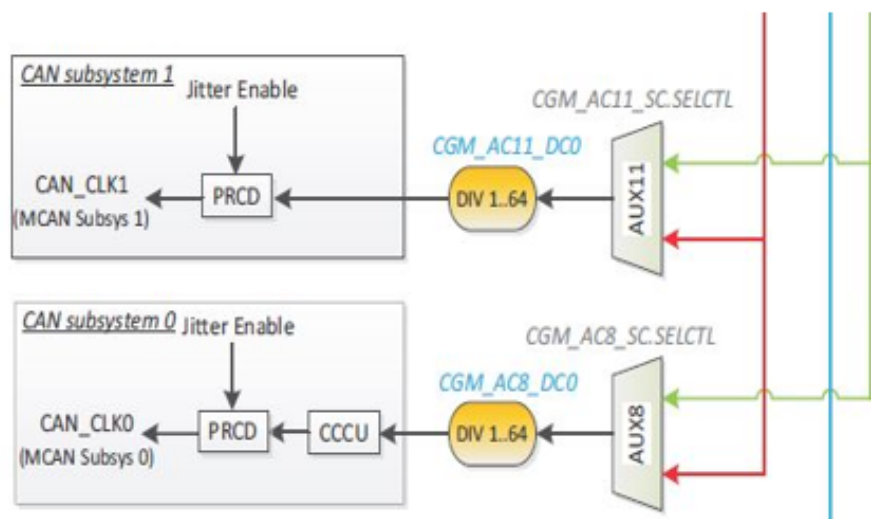 CAN subsystem 1
Jitter Enable
CGM_AC11_SC.SELCTL
CGM_AC11_DC0
CAN_CLK1
(MCAN Subsys 1)
PRCD
DIV 1..64
AUX11
CAN subsystem 0
Jitter Enable
CGM_AC8_SC.SELCTL
CGM_AC8_DC0
CAN_CLK0
(MCAN Subsys 0)
PRCD
CCCU
DIV 1..64
AUX8